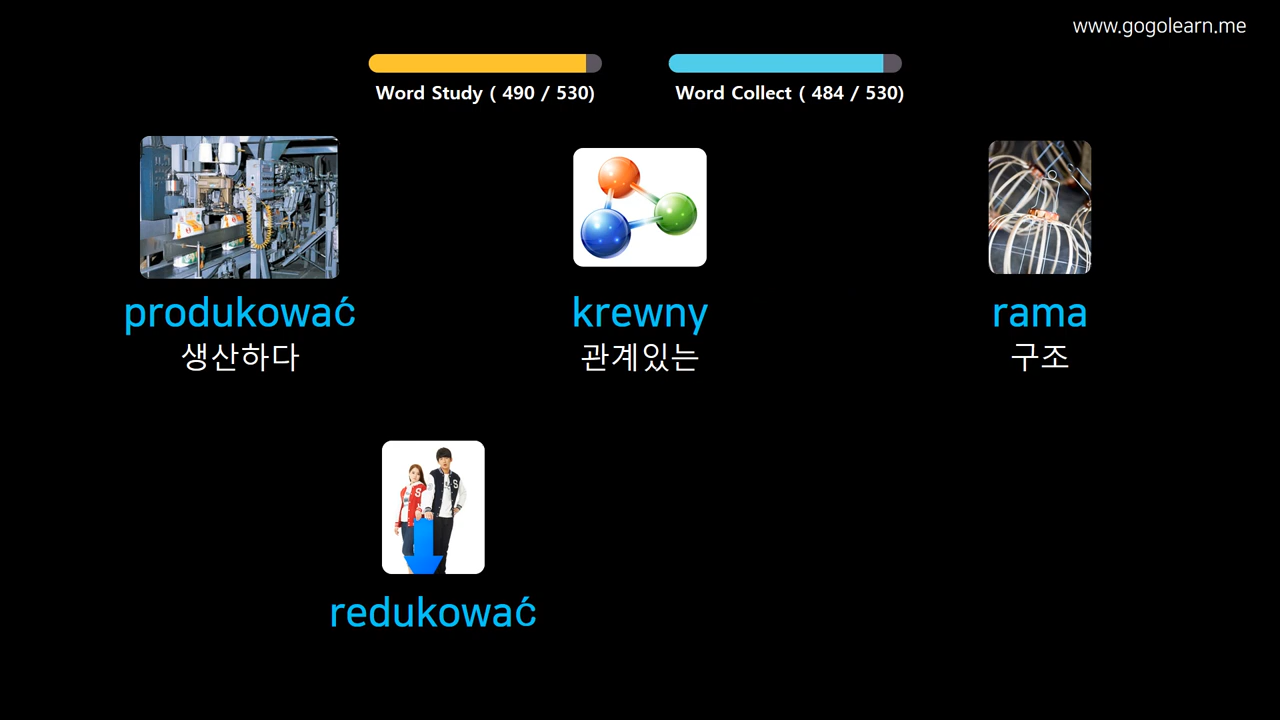 www.gogolearn.me
Word Study ( 490 / 530)
Word Collect ( 484 / 530)
produkować
krewny
rama
생산하다
관계있는
구조
redukować